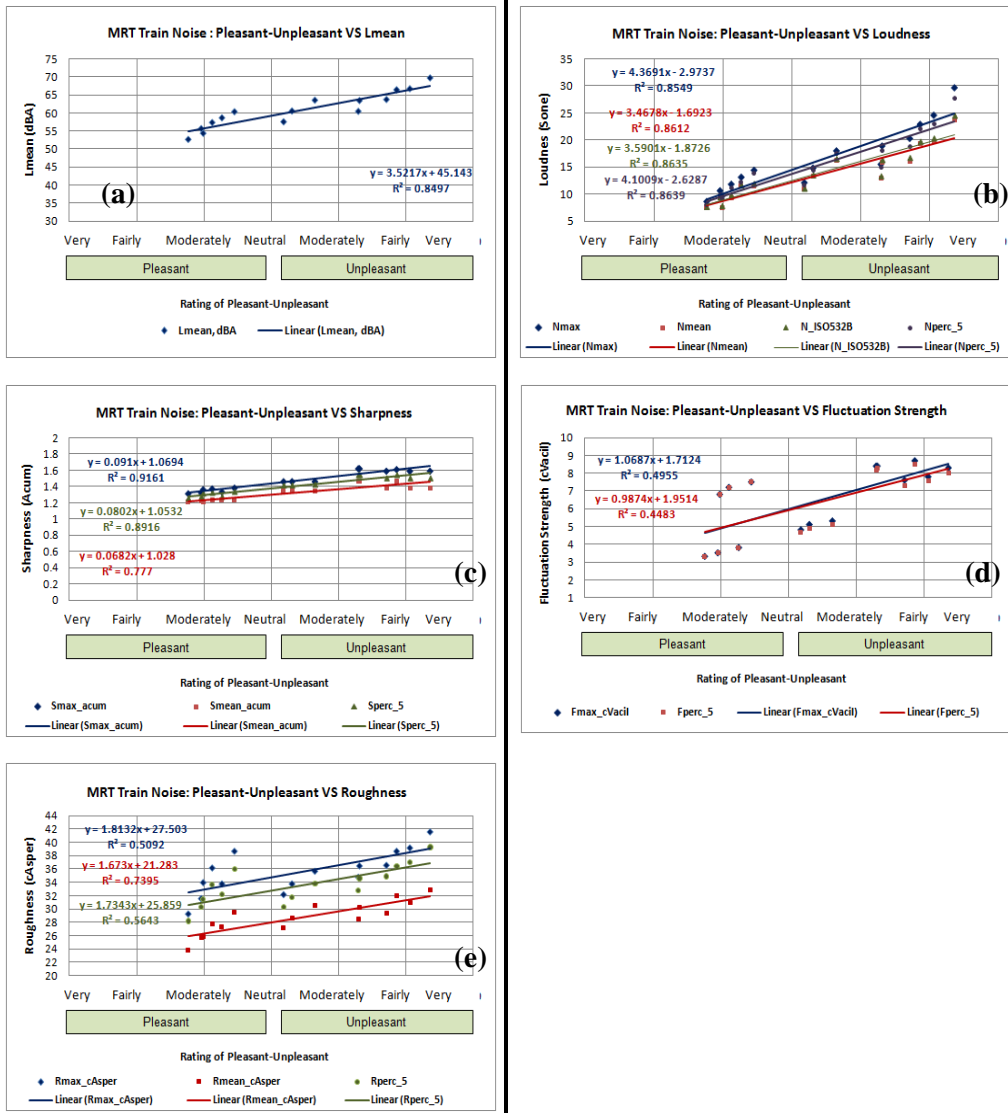 MRT Train Noise : Pleasant-Unpleasant VS Lmean
75
70
65
60
55
50
45
40
35
30
Lmean (dBA)
y = 3.5217x + 45.143
R² = 0.8497
(a)
Very Fairly Moderately Neutral Moderately Fairly Very
Pleasant Unpleasant
Rating of Pleasant-Unpleasant
Lmean, dBA Linear (Lmean, dBA)
MRT Train Noise: Pleasant-Unpleasant VS Loudness
35
30
25
20
15
10
5
Loudnes (Sone)
y = 4.3691x - 2.9737
R² = 0.8549
y = 3.4678x - 1.6923
R² = 0.8612
y = 3.5901x - 1.8726
R² = 0.8635
y = 4.1009x - 2.6287
R² = 0.8639
(b)
Very Fairly Moderately Neutral Moderately Fairly Very
Pleasant Unpleasant
Rating of Pleasant-Unpleasant
Nmax Nmean N_ISO532B Nperc_5
Linear (Nmax) Linear (Nmean) Linear (N_ISO532B) Linear (Nperc_5)
MRT Train Noise: Pleasant-Unpleasant VS Sharpness
2
1.8
1.6
1.4
1.2
1
0.8
0.6
0.4
0.2
0
Sharpness (Acum)
y = 0.091x + 1.0694
R² = 0.9161
y = 0.0802x + 1.0532
R² = 0.8916
y = 0.0682x + 1.028
R² = 0.777
(c)
Very Fairly Moderately Neutral Moderately Fairly Very
Pleasant Unpleasant
Rating of Pleasant-Unpleasant
Smax_acum Smean_acum Sperc_5
Linear (Smax_acum) Linear (Smean_acum) Linear (Sperc_5)
MRT Train Noise: Pleasant-Unpleasant VS Fluctuation Strength
10
9
8
7
6
5
4
3
2
1
Fluctuation Strength (cVacil)
y = 1.0687x + 1.7124
R² = 0.4955
y = 0.9874x + 1.9514
R² = 0.4483
(d)
Very Fairly Moderately Neutral Moderately Fairly Very
Pleasant Unpleasant
Rating of Pleasant-Unpleasant
Fmax_cVacil Fperc_5 Linear (Fmax_cVacil) Linear (Fperc_5)
MRT Train Noise: Pleasant-Unpleasant VS Roughness
44
42
40
38
36
34
32
30
28
26
24
22
20
Roughness (cAsper)
y = 1.8132x + 27.503
R² = 0.5092
y = 1.673x + 21.283
R² = 0.7395
y = 1.7343x + 25.859
R² = 0.5643
(e)
Very Fairly Moderately Neutral Moderately Fairly Very
Pleasant Unpleasant
Rating of Pleasant-Unpleasant
Rmax_cAsper Rmean_cAsper Rperc_5
Linear (Rmax_cAsper) Linear (Rmean_cAsper) Linear (Rperc_5)